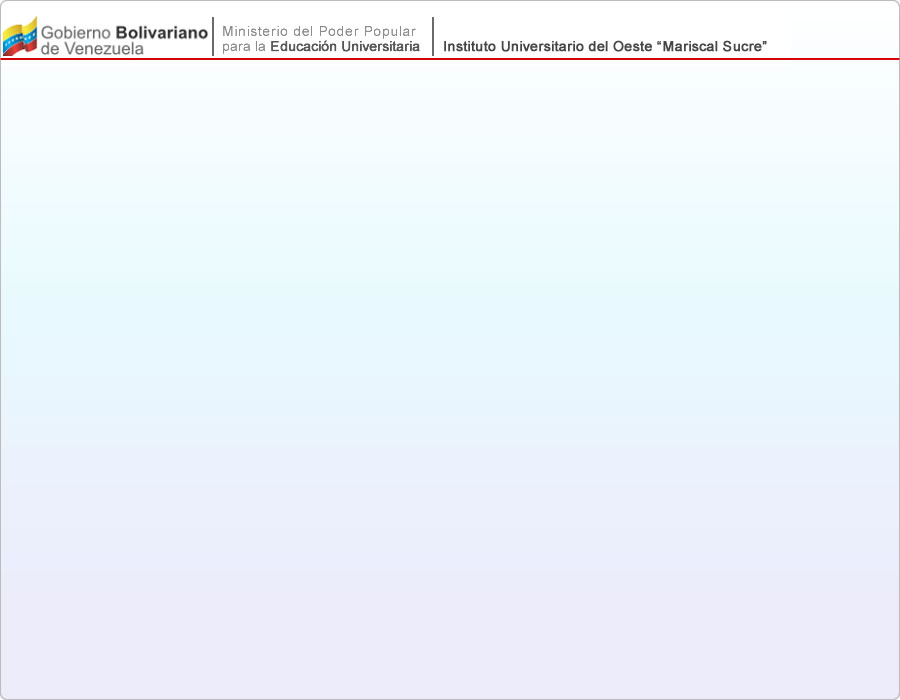 Gobierno Bolivariano
de Venezuela
Ministerio del Poder Popular
para la Educación Universitaria
Instituto Universitario del Oeste “Mariscal Sucre”